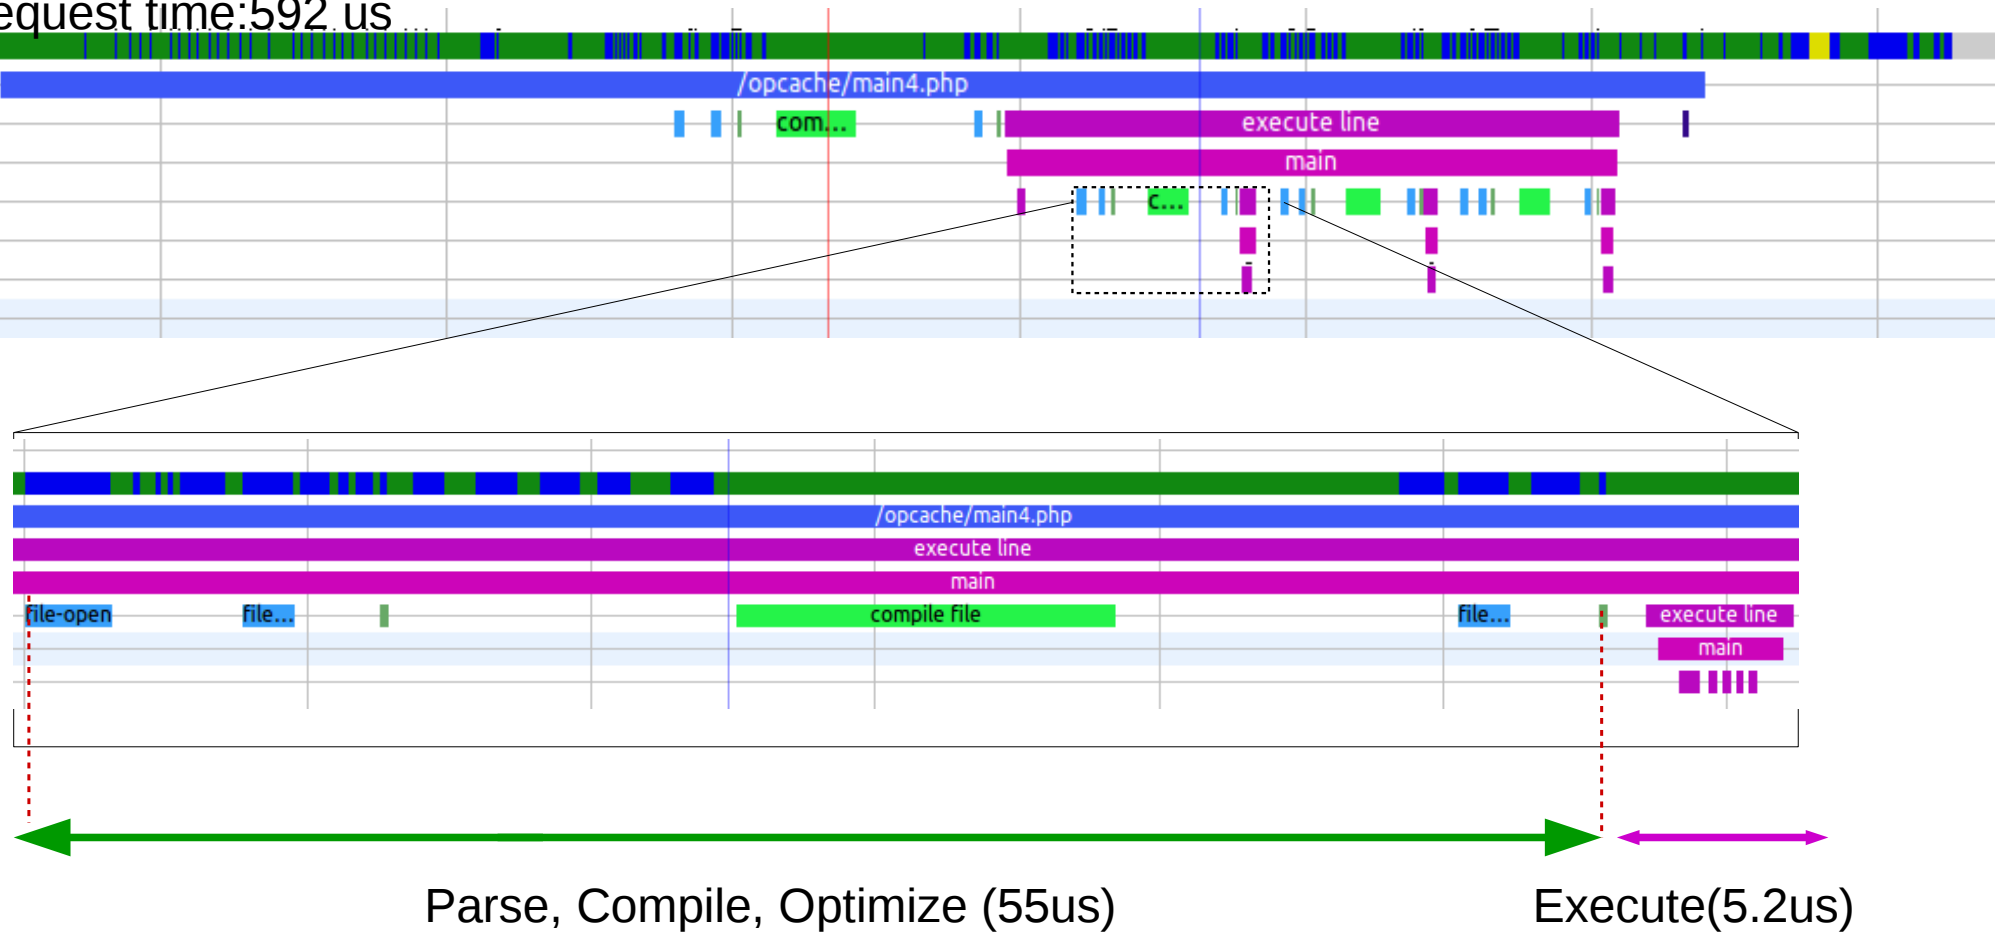 equest time:592 us
/opcache/main4.php
com...
execute line
main
c...
/opcache/main4.php
execute line
main
file-open
file...
compile file
file...
execute line
main
Parse, Compile, Optimize (55us)
Execute(5.2us)